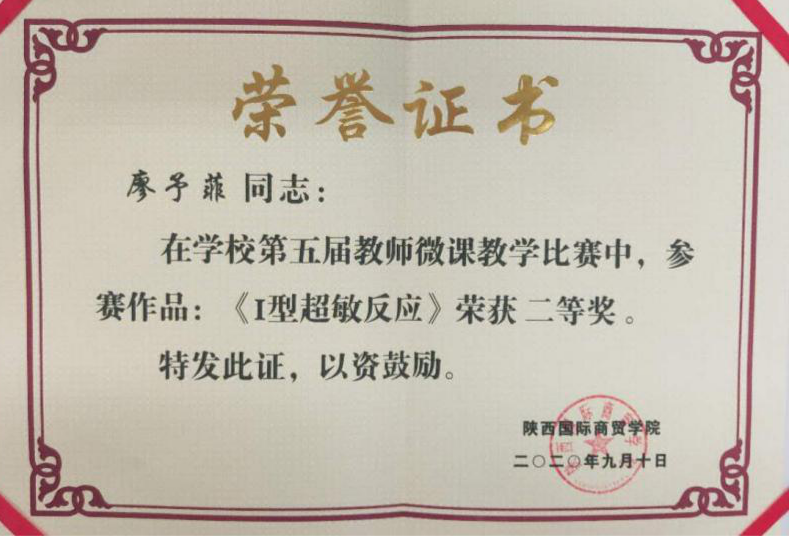 荣誉证书
廖予菲 同志：
在学校第五届教师微课教学比赛中，参
赛作品：《I型超敏反应》荣获 二等奖 。
特发此证，以资鼓励。
陕西国际商贸学院
二〇二〇年九月十日